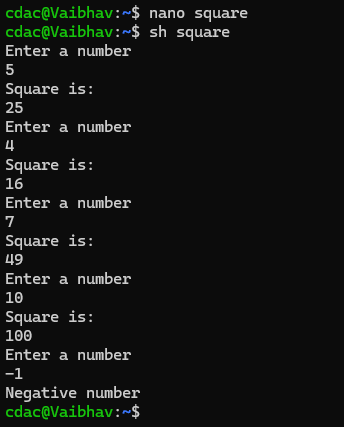 cdac@Vaibhav:~$ nano square
cdac@Vaibhav:~$ sh square
Enter a number
5
Square is:
25
Enter a number
4
Square is:
16
Enter a number
7
Square is:
49
Enter a number
10
Square is:
100
Enter a number
-1
Negative number
cdac@Vaibhav:~$